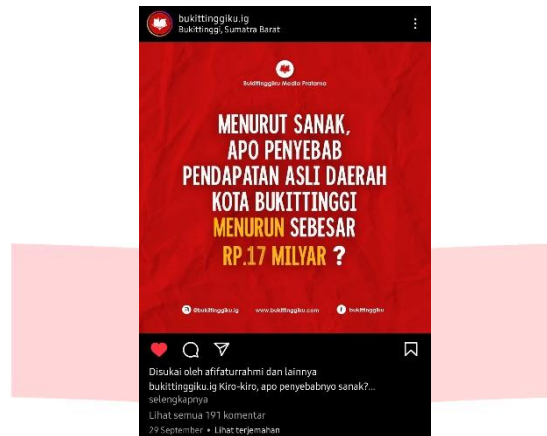 bukittinggiku.ig
Bukittinggi, Sumatra Barat
Bukittinggiku Media Pratama
MENURUT SANAK,
APO PENYEBAB
PENDAPATAN ASLI DAERAH
KOTA BUKITTINGGI
MENURUN SEBESAR
RP.17 MILYAR ?
@bukittinggiku.ig www.bukittinggiku.com bukittinggiku
Disukai oleh afifaturrahmi dan lainnya
bukittinggiku.ig Kiro-kiro, apo penyebabnyo sanak?...
selengkapnya
Lihat semua 191 komentar
29 September • Lihat terjemahan